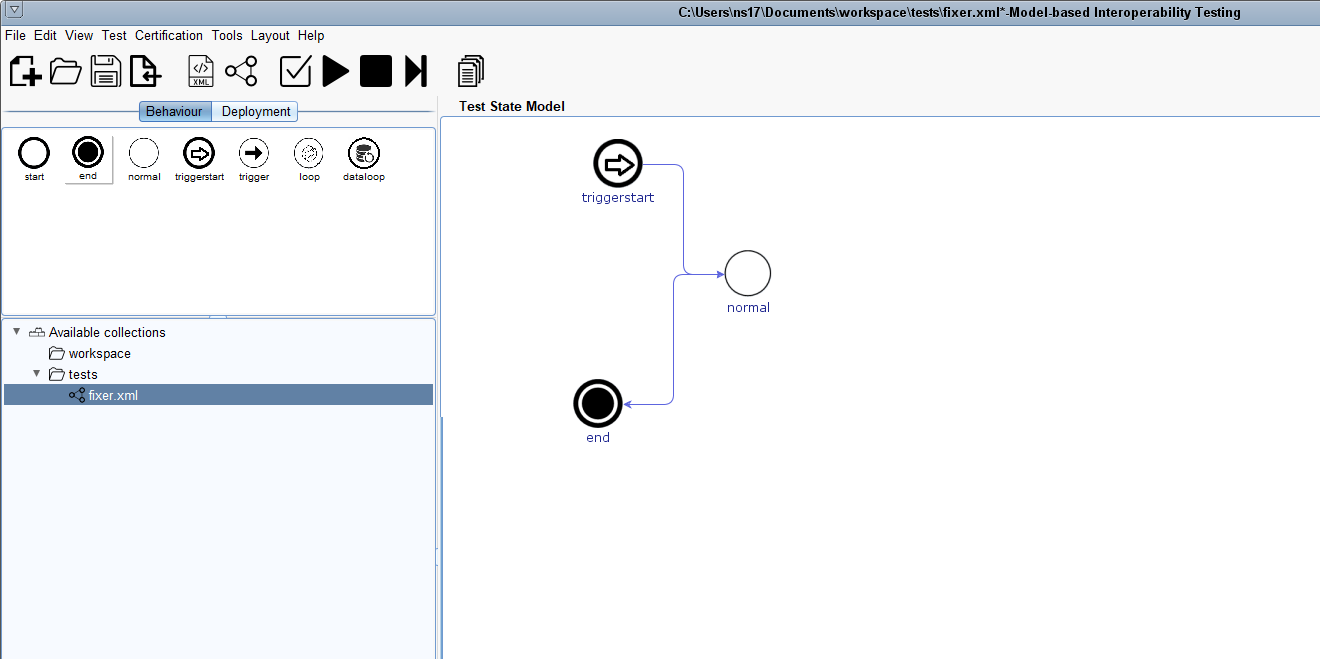 C:\Users\ns17\Documents\workspace\tests\fixer.xml*-Model-based Interoperability Testing
File Edit View Test Certification Tools Layout Help
</> XML
Behaviour Deployment
Test State Model
start end normal triggerstart trigger loop dataloop
triggerstart
normal
end
Available collections
workspace
tests
fixer.xml